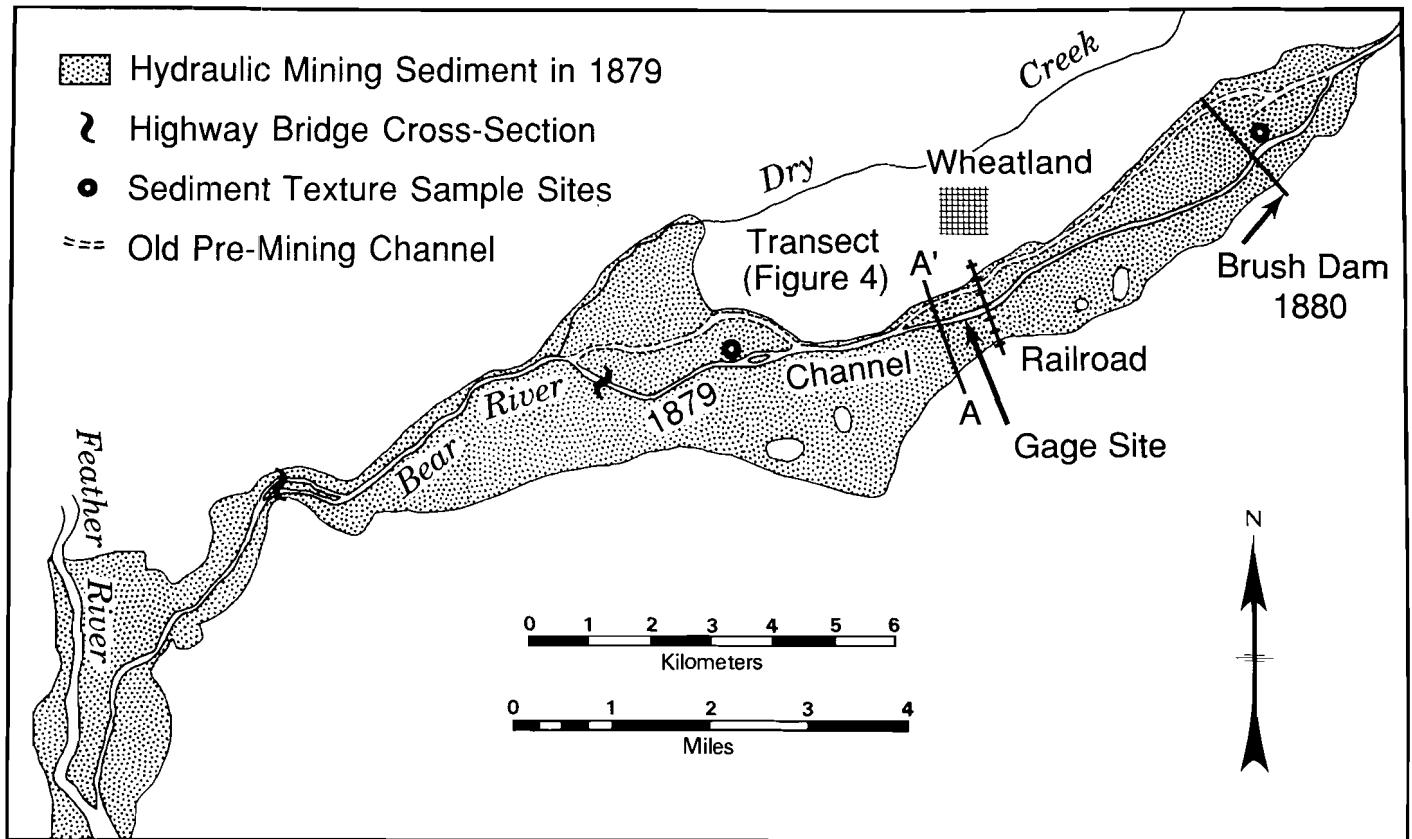 Hydraulic Mining Sediment in 1879
Highway Bridge Cross-Section
Sediment Texture Sample Sites
Old Pre-Mining Channel
Creek
Dry
Wheatland
Transect
(Figure 4)
A'
A
Brush Dam
1880
Railroad
Gage Site
Channel
1879
River
Bear
Feather
River
N
0 1 2 3 4 5 6
Kilometers
0 1 2 3 4
Miles